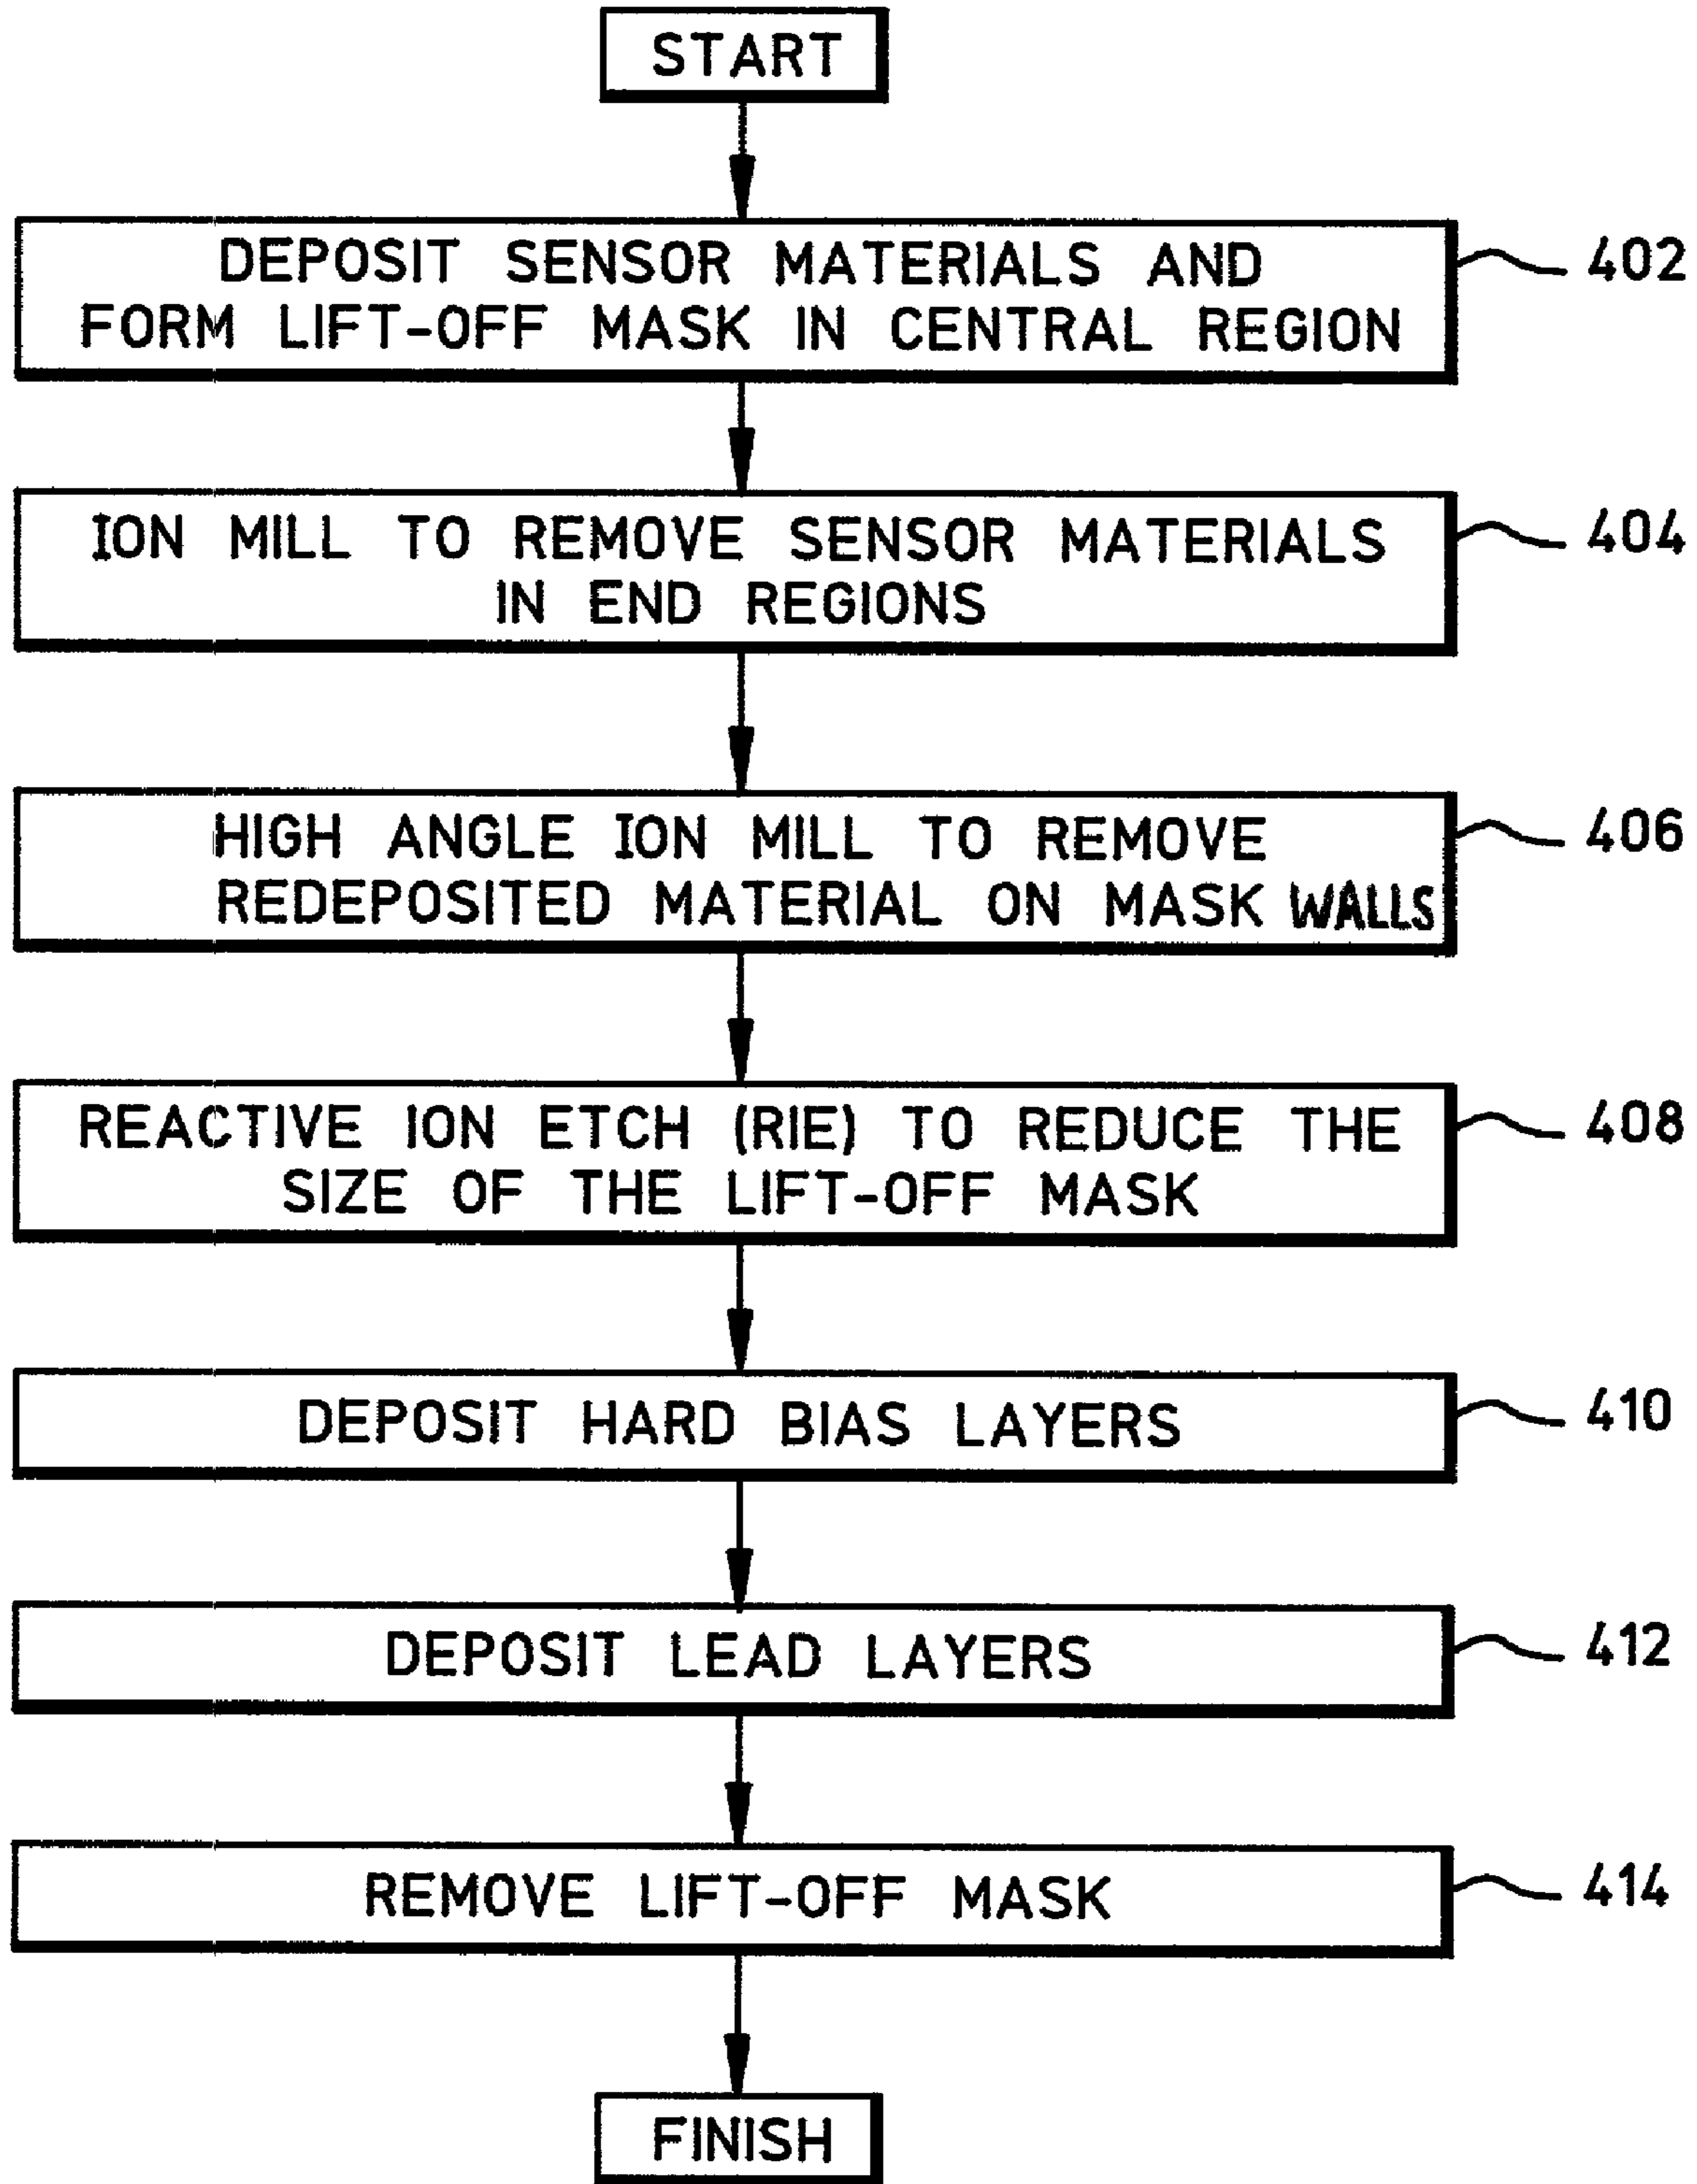 START
DEPOSIT SENSOR MATERIALS AND
FORM LIFT-OFF MASK IN CENTRAL REGION
402
ION MILL TO REMOVE SENSOR MATERIALS
IN END REGIONS
404
HIGH ANGLE ION MILL TO REMOVE
REDEPOSITED MATERIAL ON MASK WALLS
406
REACTIVE ION ETCH (RIE) TO REDUCE THE
SIZE OF THE LIFT-OFF MASK
408
DEPOSIT HARD BIAS LAYERS
410
DEPOSIT LEAD LAYERS
412
REMOVE LIFT-OFF MASK
414
FINISH